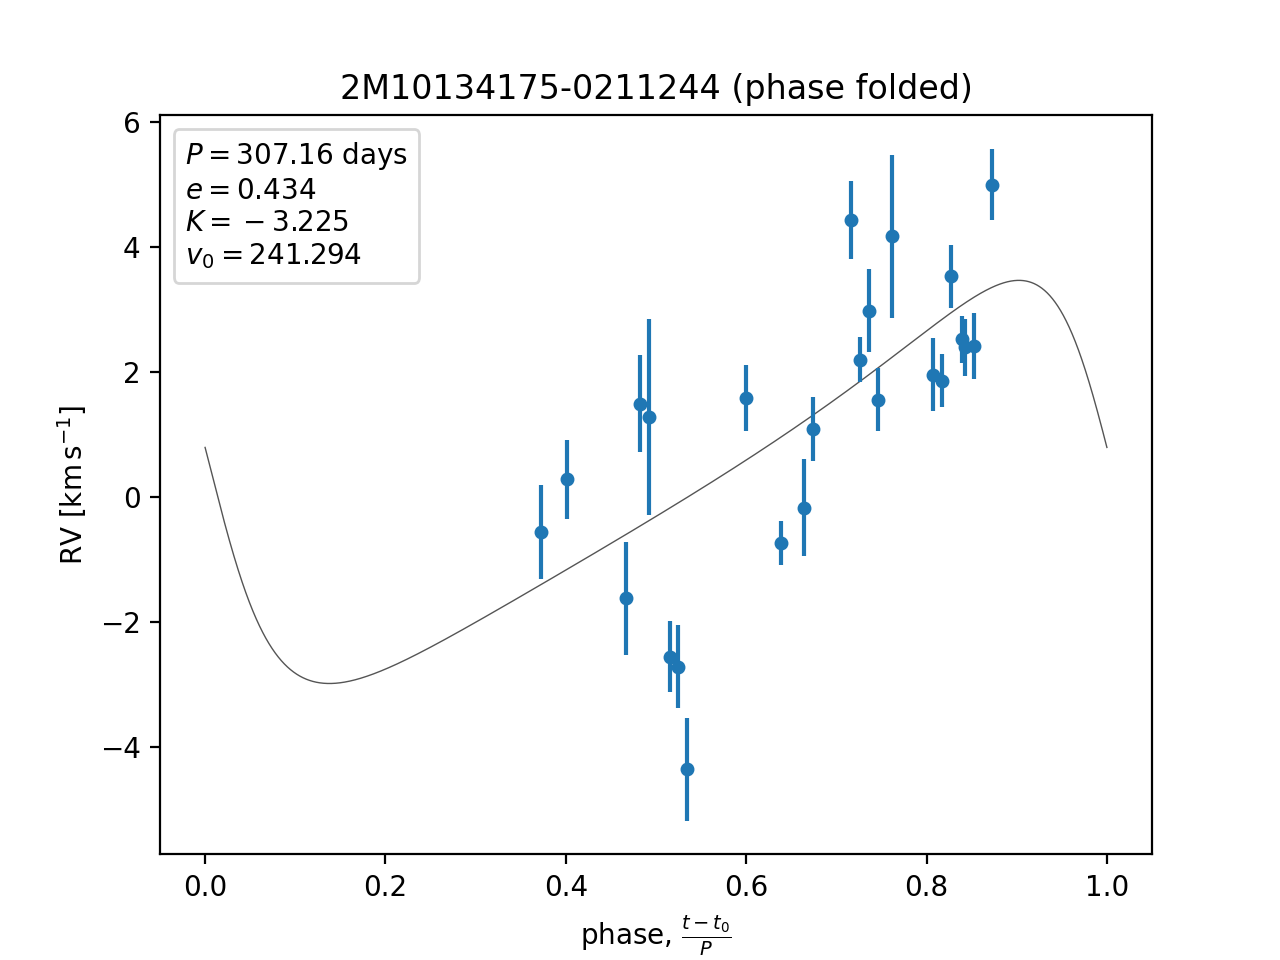 2M10134175-0211244 (phase folded)
P = 307.16 days
e = 0.434
K = −3.225
v₀ = 241.294
6
4
2
0
−2
−4
RV [km s⁻¹]
0.0 0.2 0.4 0.6 0.8 1.0
phase, (t − t₀)/P